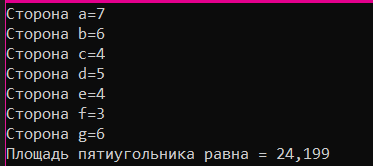 Сторона a=7
Сторона b=6
Сторона c=4
Сторона d=5
Сторона e=4
Сторона f=3
Сторона g=6
Площадь пятиугольника равна = 24,199